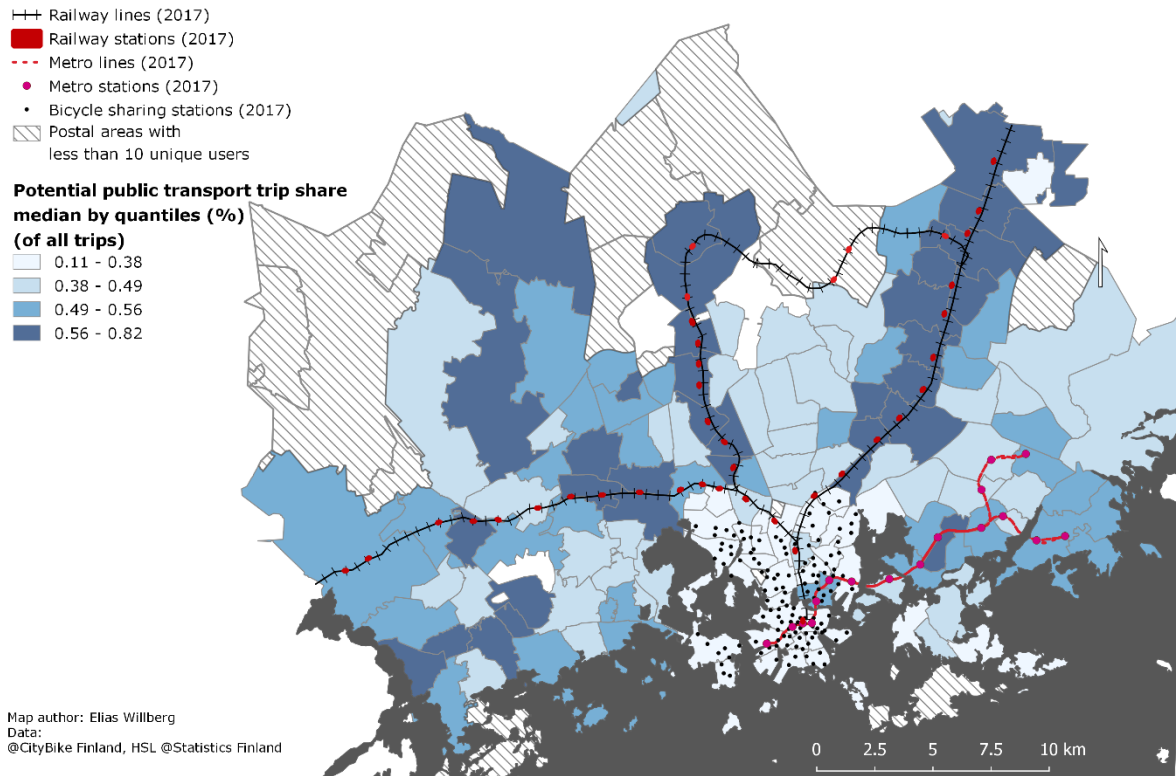 Railway lines (2017)
Railway stations (2017)
Metro lines (2017)
Metro stations (2017)
Bicycle sharing stations (2017)
Postal areas with
less than 10 unique users
Potential public transport trip share
median by quantiles (%)
(of all trips)
0.11 - 0.38
0.38 - 0.49
0.49 - 0.56
0.56 - 0.82
Map author: Elias Willberg
Data:
@CityBike Finland, HSL @Statistics Finland
0 2.5 5 7.5 10 km